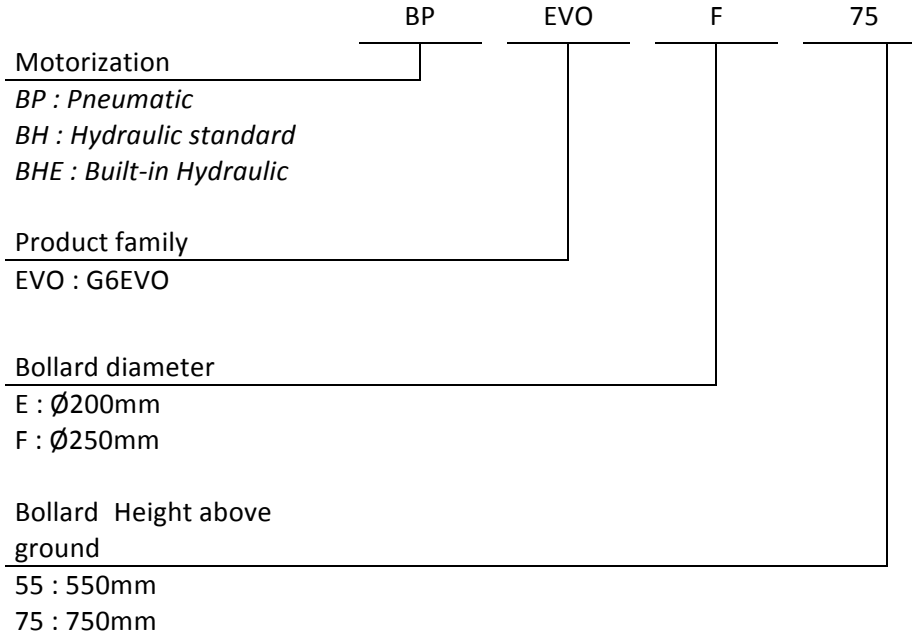 BP EVO F 75
Motorization
BP : Pneumatic
BH : Hydraulic standard
BHE : Built-in Hydraulic
Product family
EVO : G6EVO
Bollard diameter
E : Ø200mm
F : Ø250mm
Bollard Height above
ground
55 : 550mm
75 : 750mm